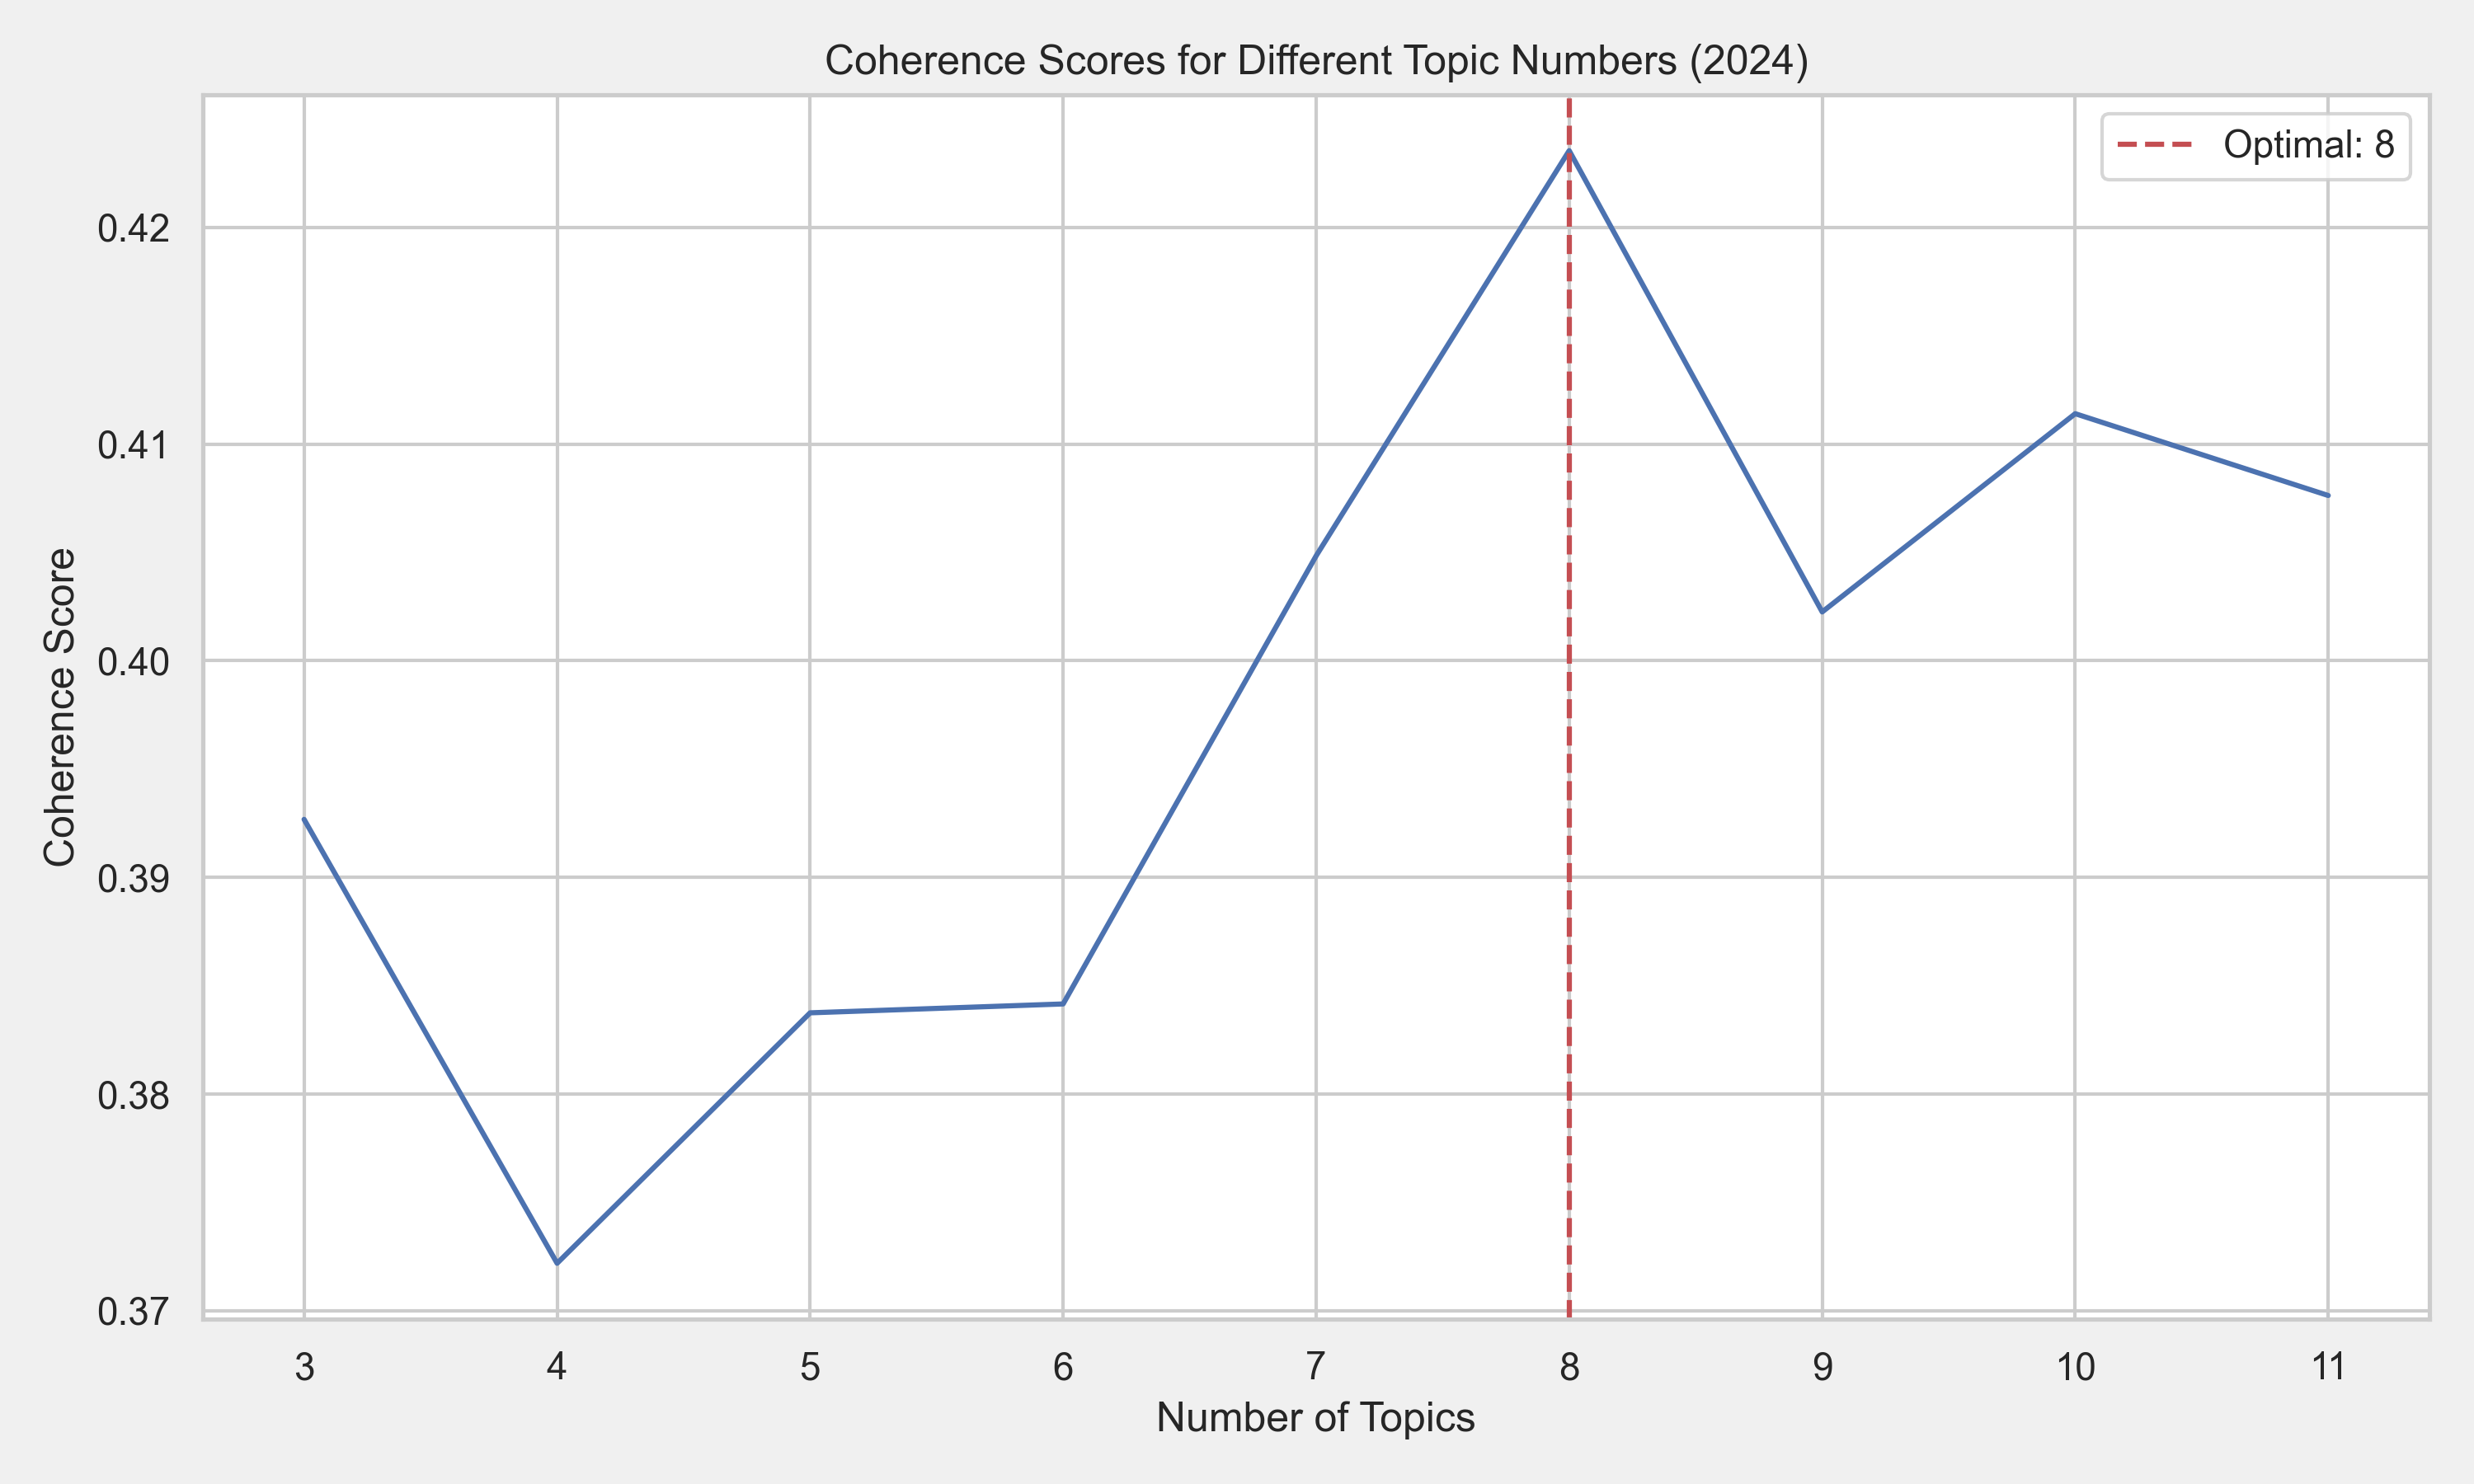 Coherence Scores for Different Topic Numbers (2024)
Optimal: 8
Coherence Score
0.42
0.41
0.40
0.39
0.38
0.37
3 4 5 6 7 8 9 10 11
Number of Topics